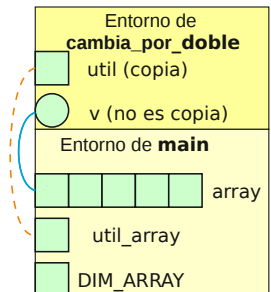 Entorno de
cambia_por_doble
util (copia)
v (no es copia)
Entorno de main
array
util_array
DIM_ARRAY